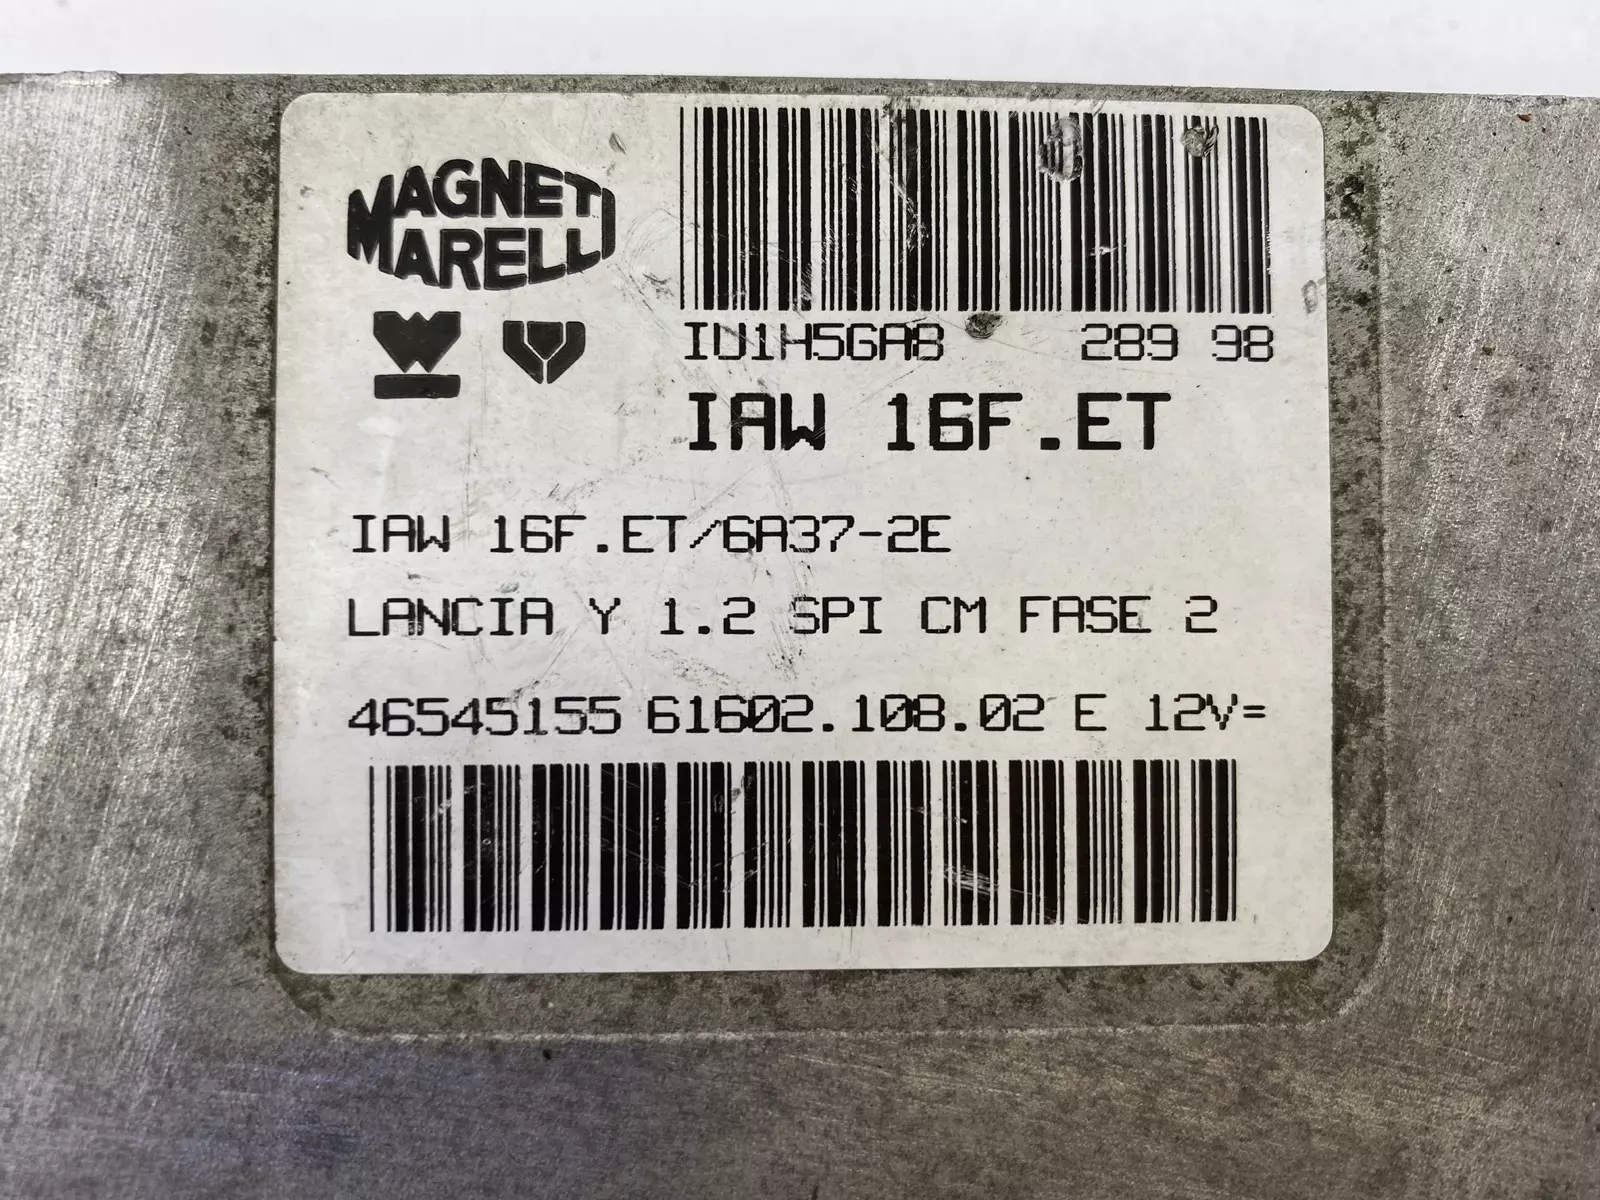 MAGNETI
MARELLI
IU1H5GA8 289 98
IAW 16F.ET
IAW 16F.ET/6A37-2E
LANCIA Y 1.2 SPI CM FASE 2
46545155 61602.108.02 E 12V=